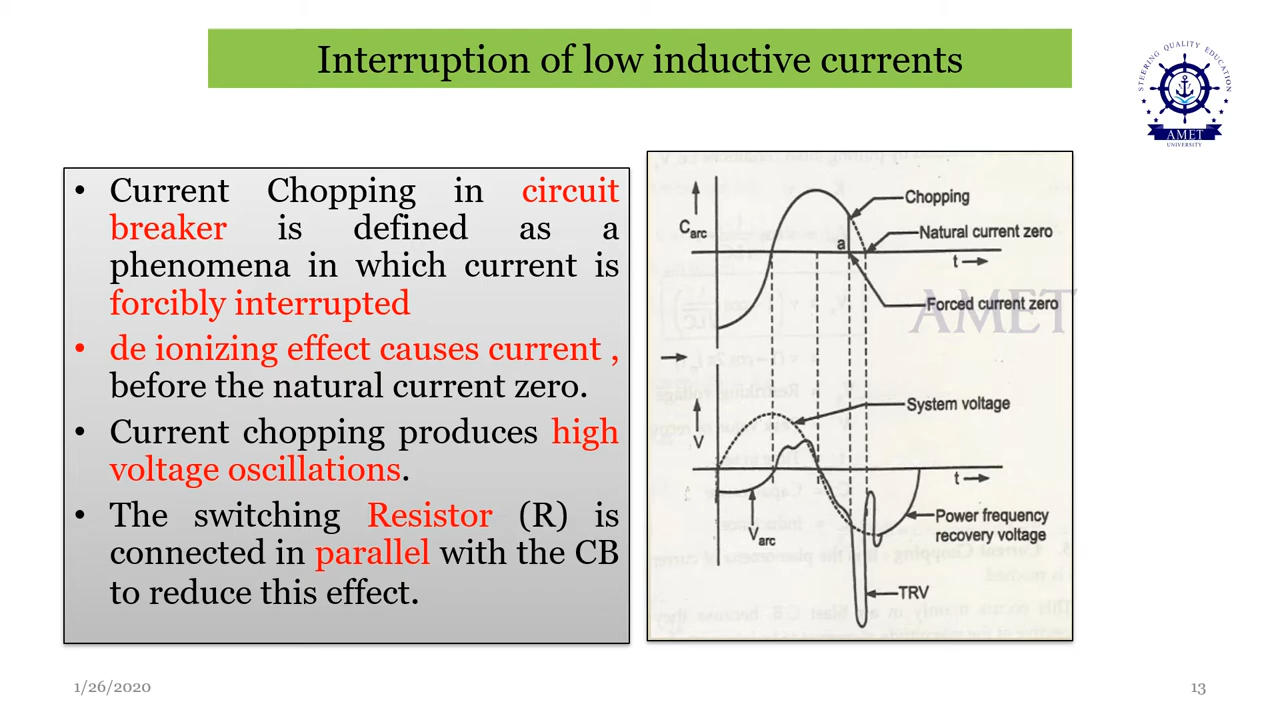 Interruption of low inductive currents
STEERING QUALITY EDUCATION
AMET
UNIVERSITY
• Current Chopping in circuit
breaker is defined as a
phenomena in which current is
forcibly interrupted
• de ionizing effect causes current ,
before the natural current zero.
• Current chopping produces high
voltage oscillations.
• The switching Resistor (R) is
connected in parallel with the CB
to reduce this effect.
Chopping
Carc
a
Natural current zero
t
Forced current zero
AMET
System voltage
V
t
Varc
Power frequency
recovery voltage
TRV
1/26/2020
13